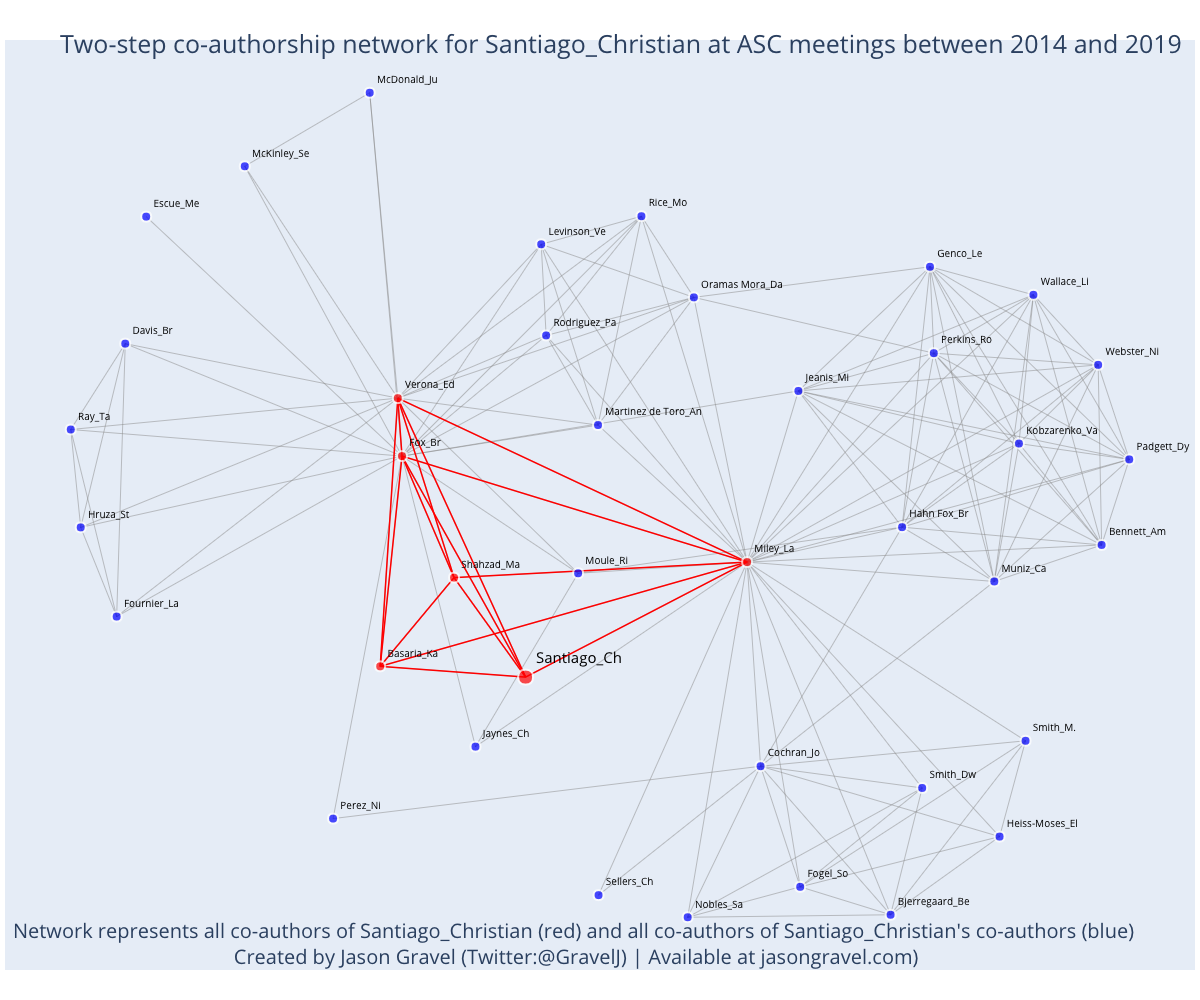 Two-step co-authorship network for Santiago_Christian at ASC meetings between 2014 and 2019
McDonald_Ju
McKinley_Se
Escue_Me
Rice_Mo
Levinson_Ve
Genco_Le
Wallace_Li
Oramas Mora_Da
Rodriguez_Pa
Davis_Br
Perkins_Ro
Webster_Ni
Jeanis_Mi
Verona_Ed
Martinez de Toro_An
Ray_Ta
Kobzarenko_Va
Fox_Br
Padgett_Dy
Hruza_St
Hahn Fox_Br
Bennett_Am
Miley_La
Moule_Ri
Shahzad_Ma
Muniz_Ca
Fournier_La
Basaria_Ka
Santiago_Ch
Smith_M.
Jaynes_Ch
Cochran_Jo
Smith_Dw
Perez_Ni
Heiss-Moses_El
Fogel_So
Sellers_Ch
Bjerregaard_Be
Nobles_Sa
Network represents all co-authors of Santiago_Christian (red) and all co-authors of Santiago_Christian's co-authors (blue)
Created by Jason Gravel (Twitter:@GravelJ) | Available at jasongravel.com)